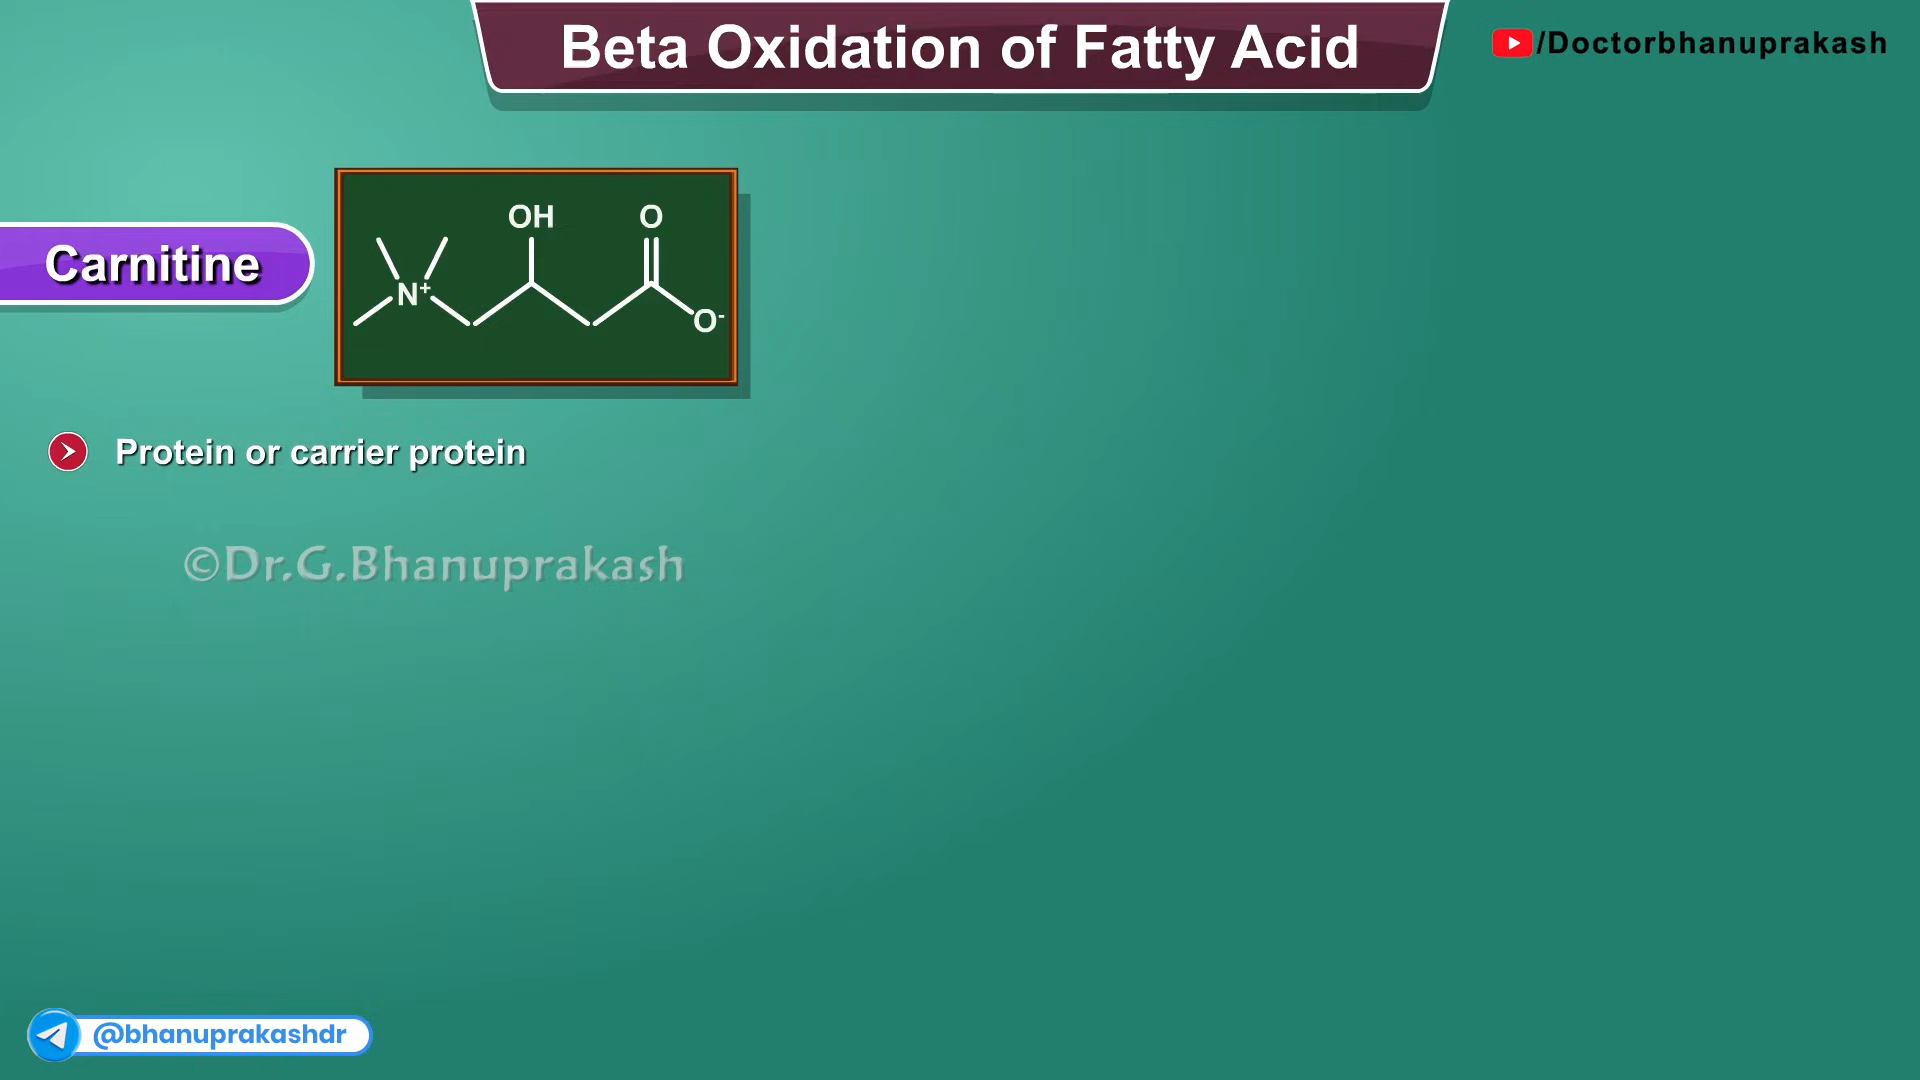 Beta Oxidation of Fatty Acid
/Doctorbhanuprakash
Carnitine
OH
O
N+
O-
Protein or carrier protein
©Dr.G.Bhanuprakash
@bhanuprakashdr